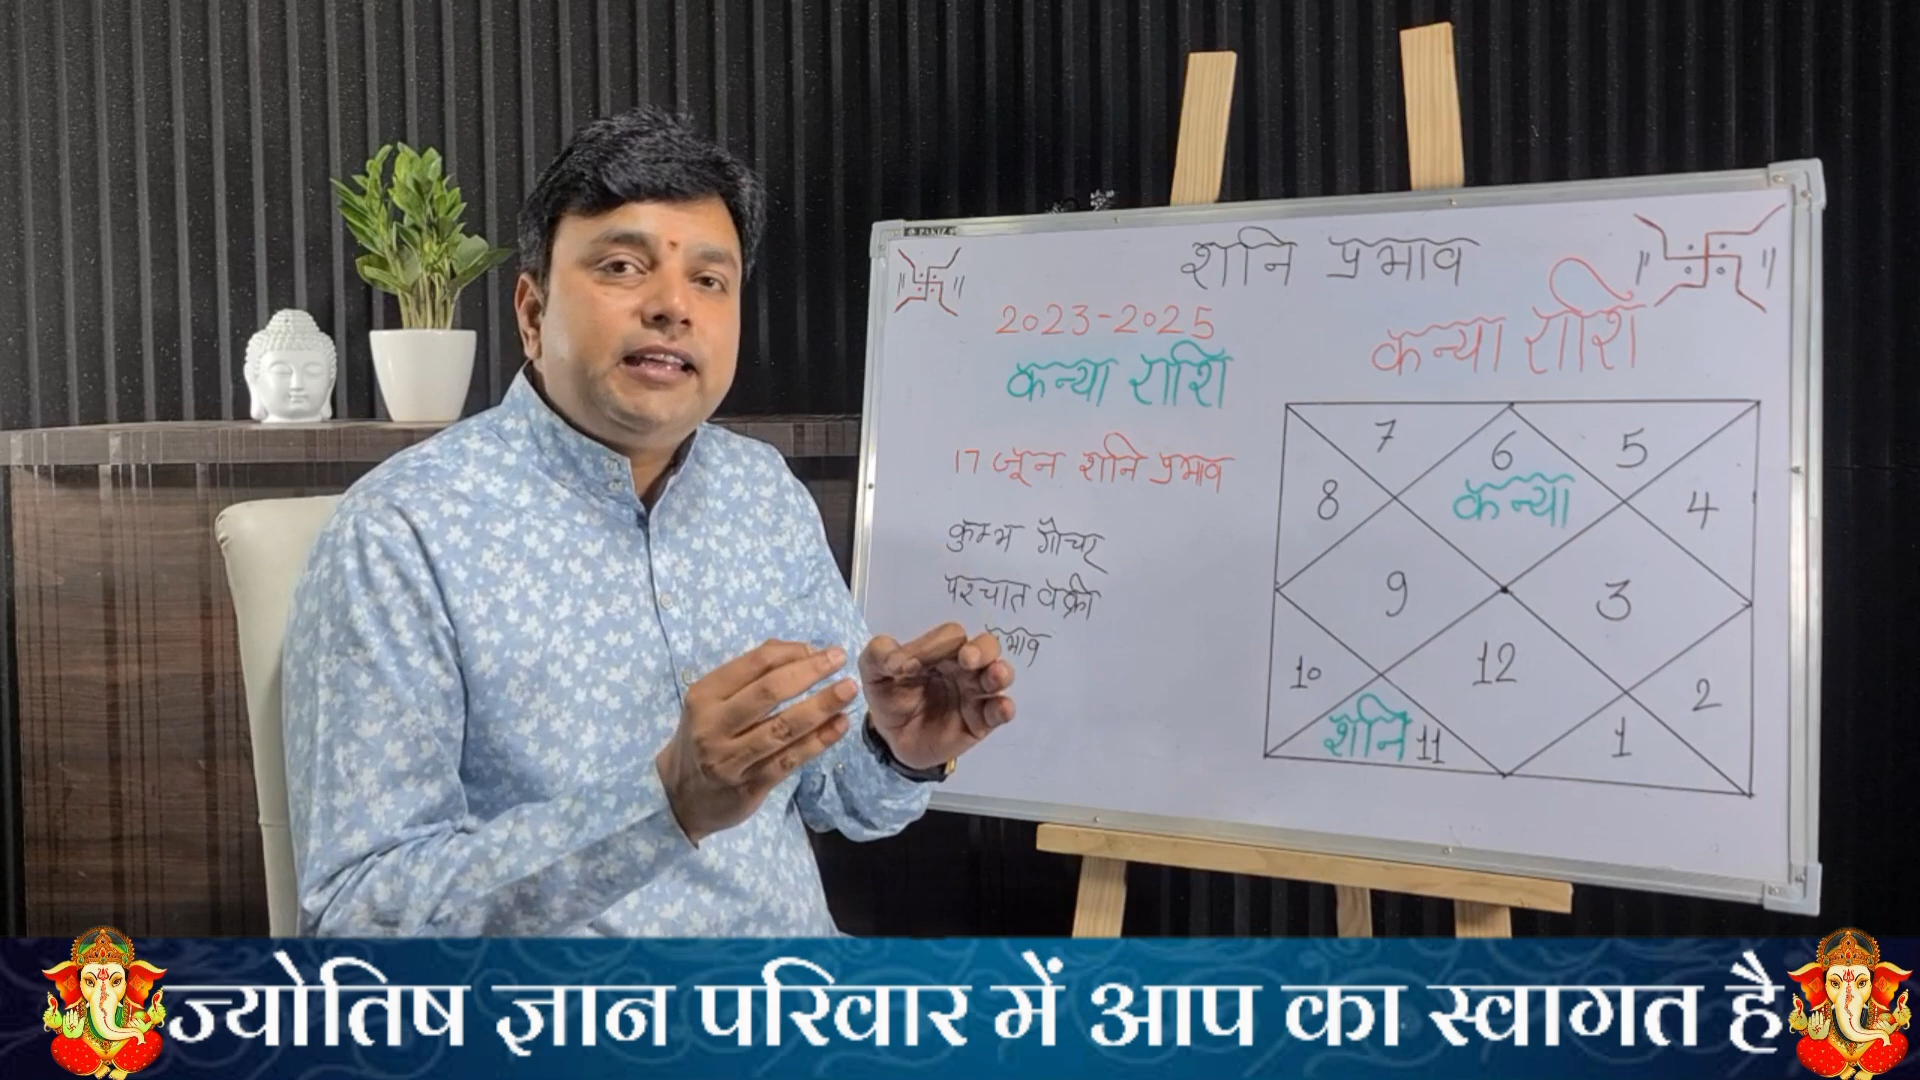 शनि प्रभाव
2023-2025
कन्या राशि
कन्या राशि
17 जून शनि प्रभाव
कुम्भ गोचर
पश्चात वक्री
7
6
5
8
कन्या
4
9
3
10
12
2
शनि 11
1
ज्योतिष ज्ञान परिवार में आप का स्वागत है